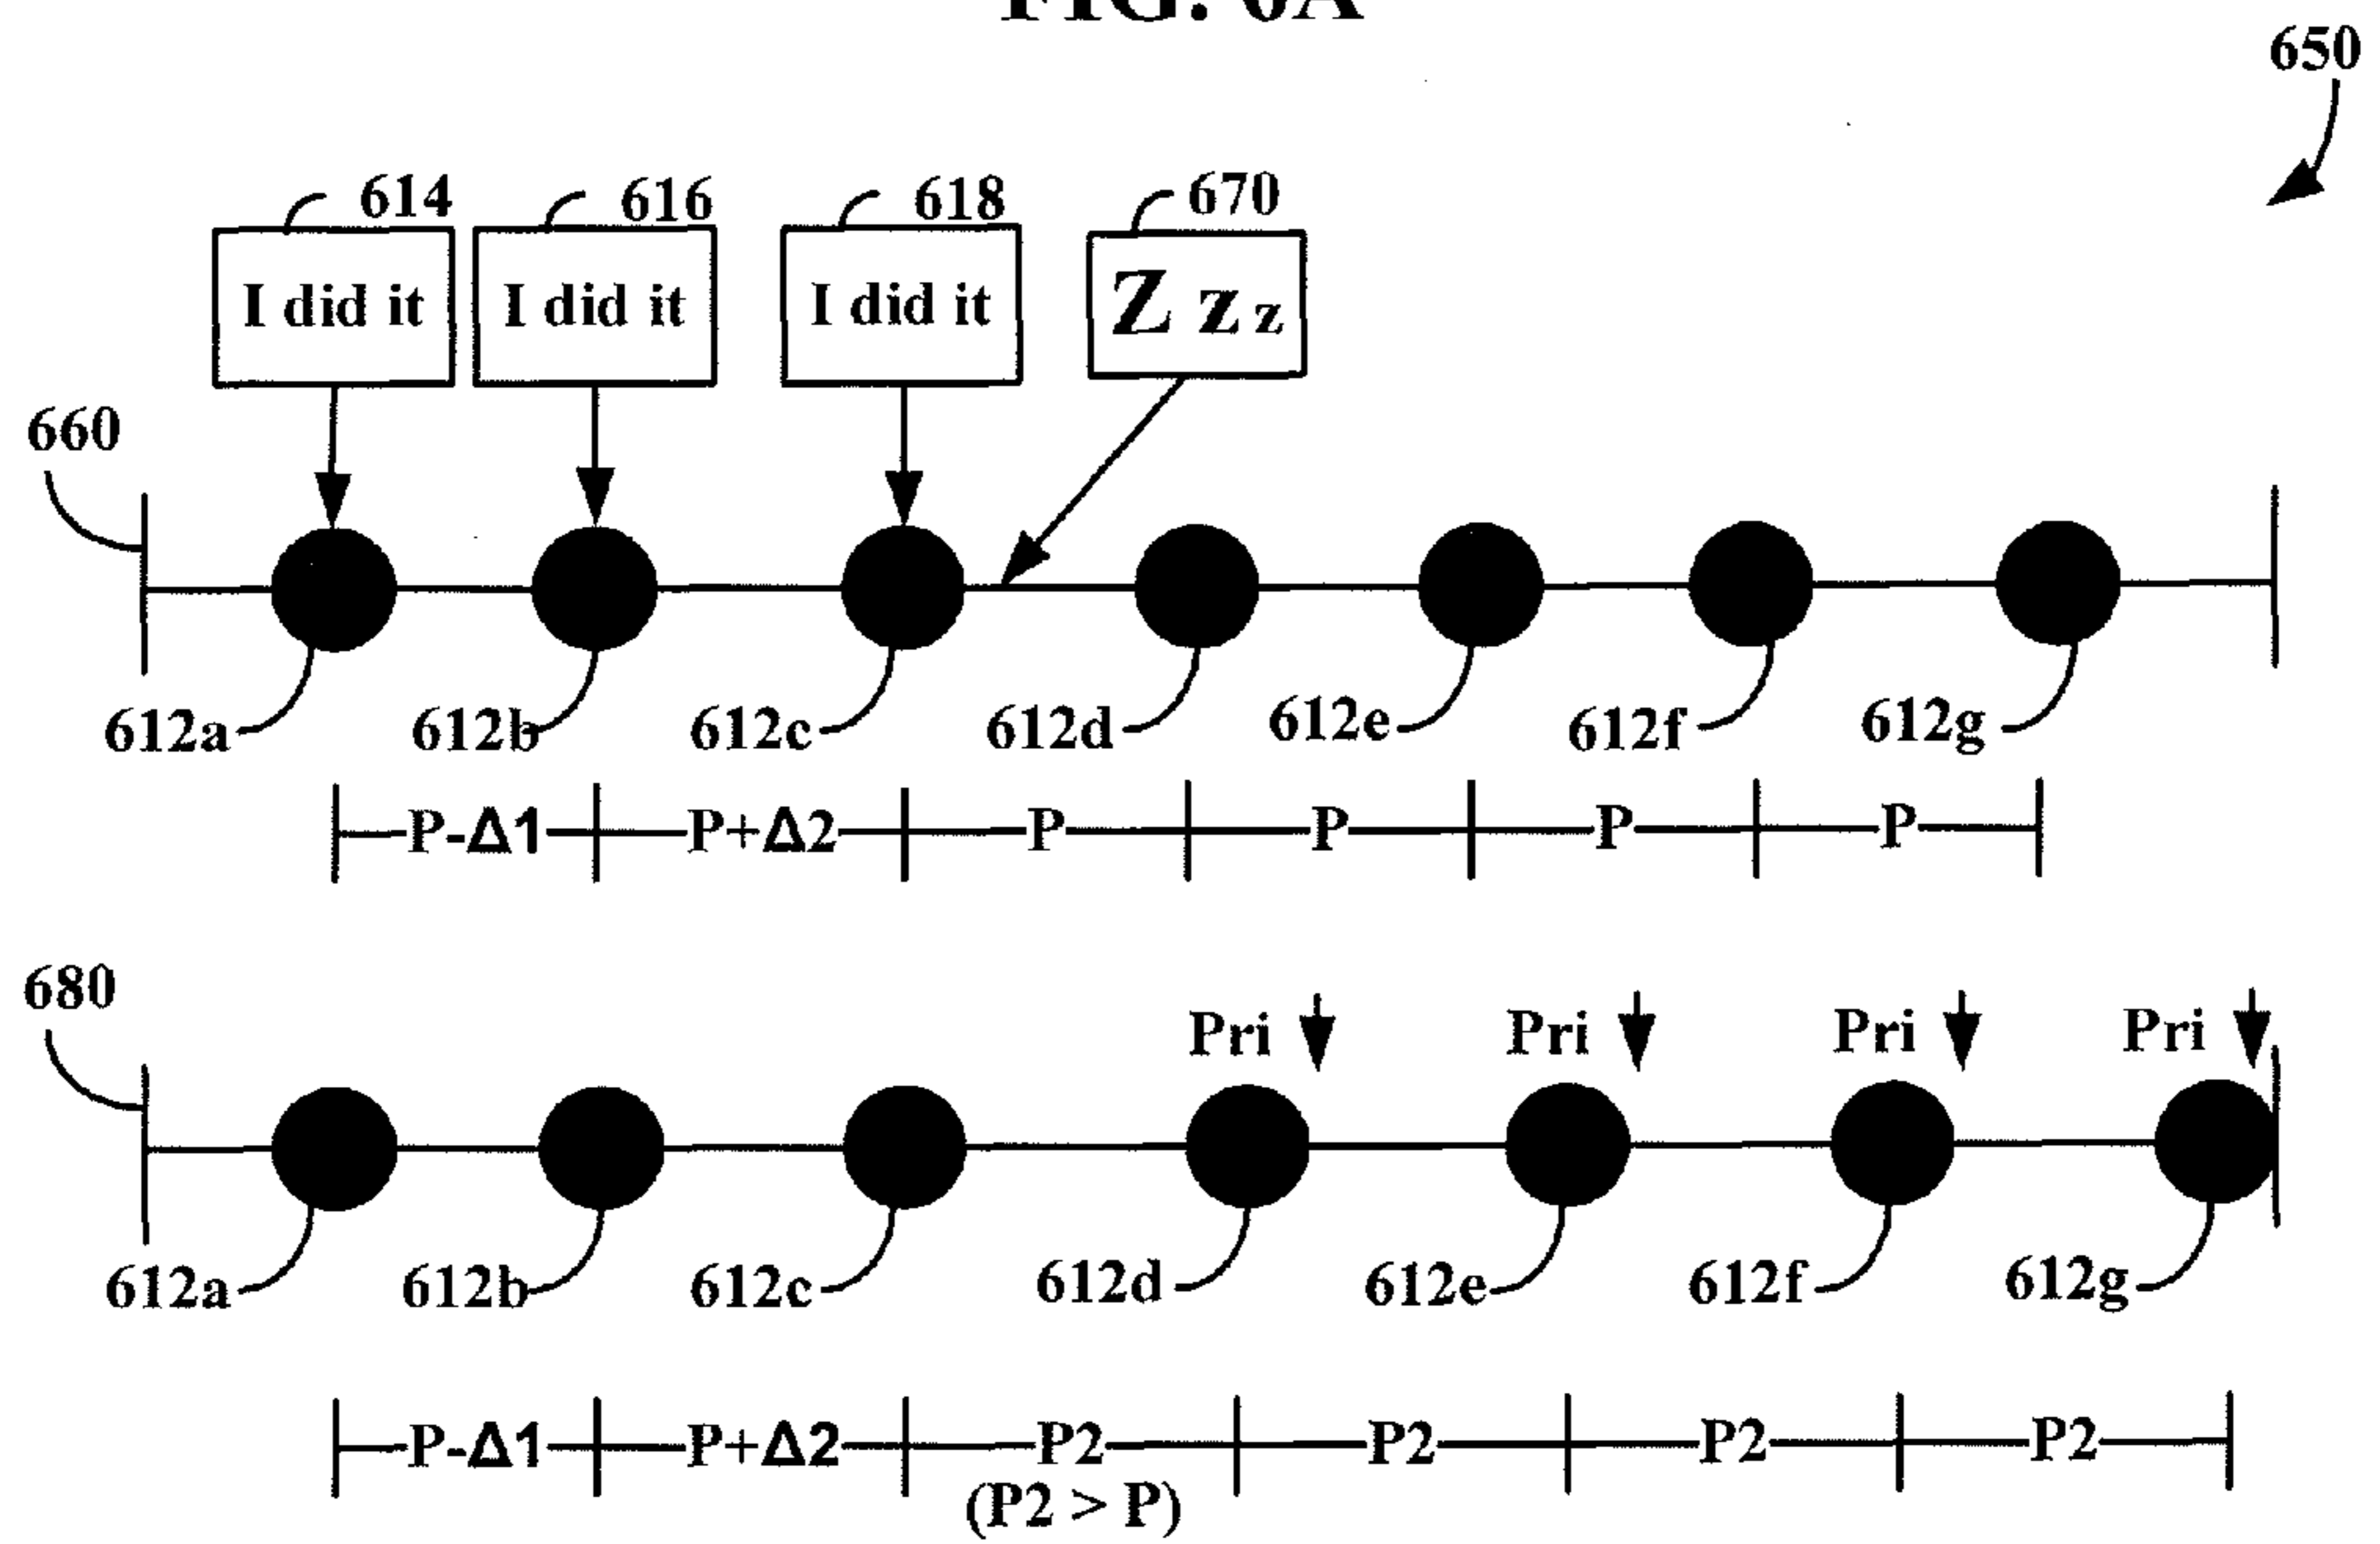 FIG. 6A
650
614 616 618 670
I did it I did it I did it Z z z
660
612a 612b 612c 612d 612e 612f 612g
P-Δ1 P+Δ2 P P P P
680
Pri Pri Pri Pri
612a 612b 612c 612d 612e 612f 612g
P-Δ1 P+Δ2 P2 P2 P2 P2
(P2 > P)